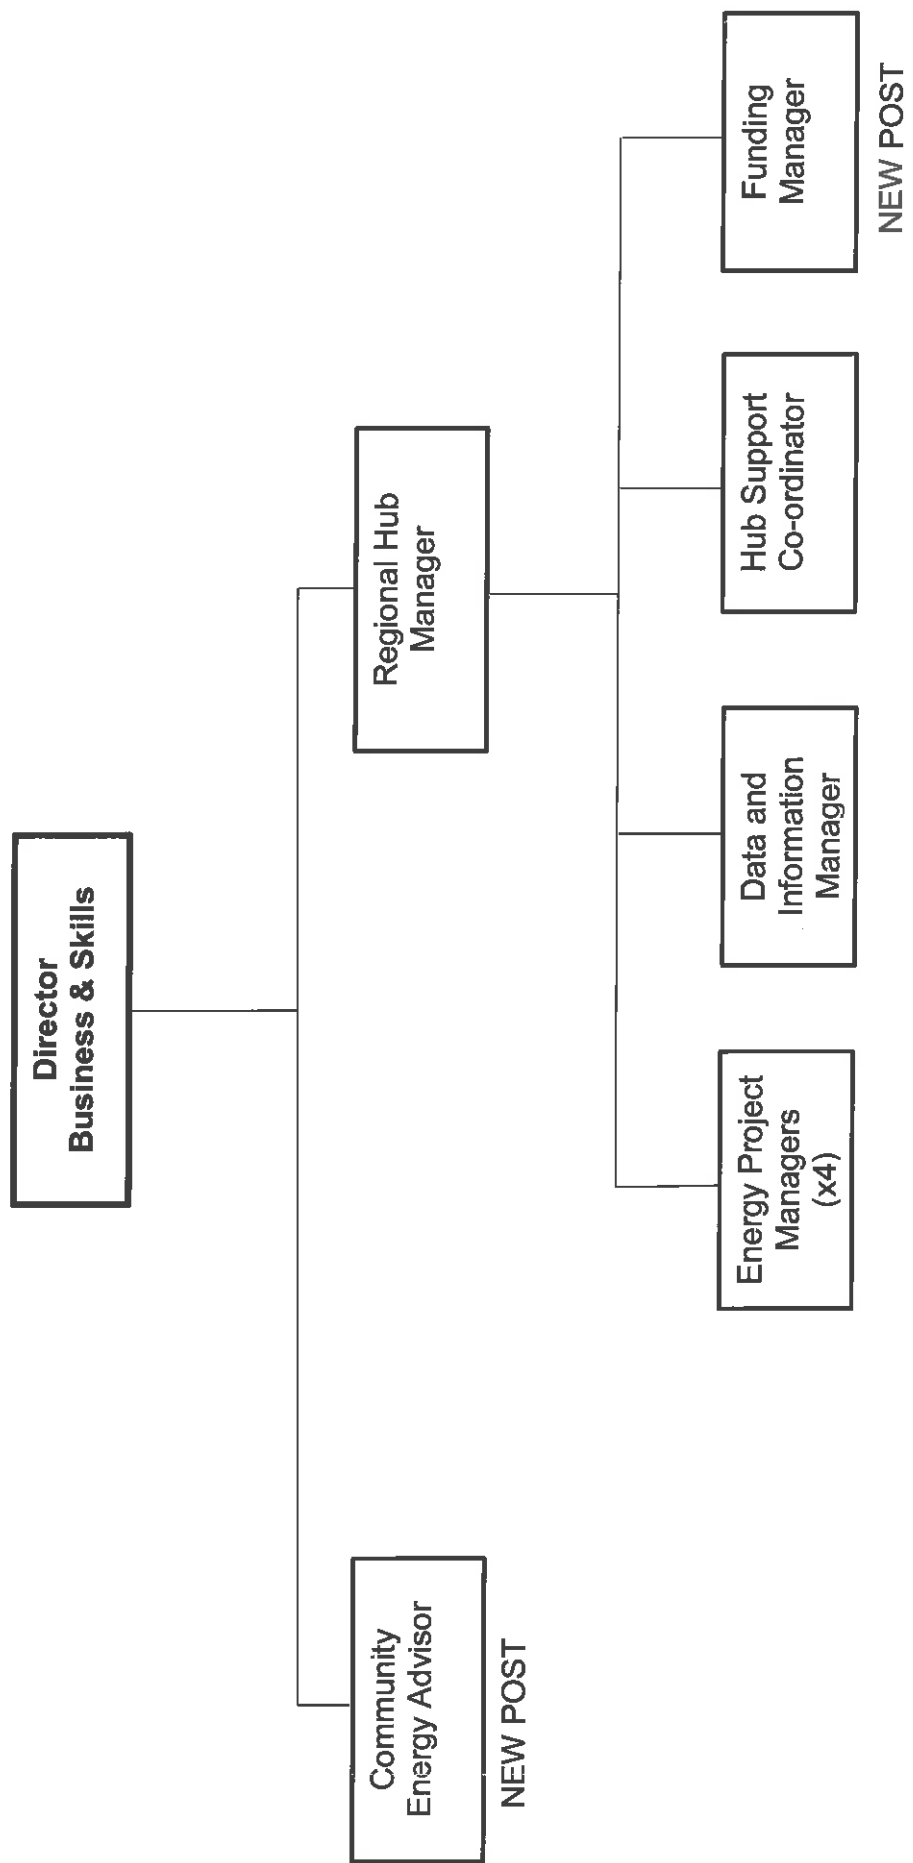 Director
Business & Skills
Community
Energy Advisor
NEW POST
Regional Hub
Manager
Energy Project
Managers
(x4)
Data and
Information
Manager
Hub Support
Co-ordinator
Funding
Manager
NEW POST